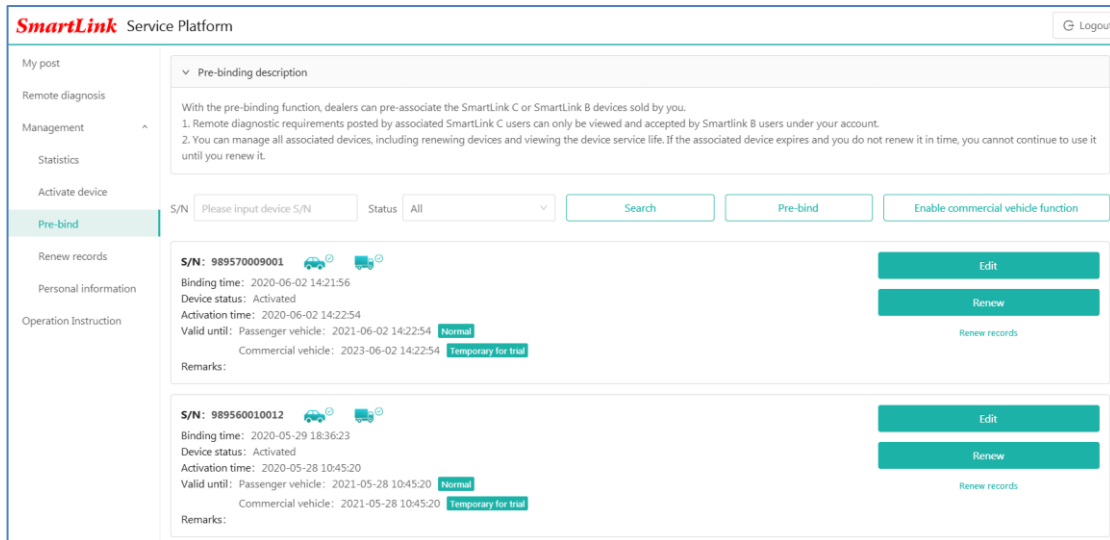 SmartLink Service Platform
Logout
My post
Remote diagnosis
Management
Statistics
Activate device
Pre-bind
Renew records
Personal information
Operation Instruction
Pre-binding description
With the pre-binding function, dealers can pre-associate the SmartLink C or SmartLink B devices sold by you.
1. Remote diagnostic requirements posted by associated SmartLink C users can only be viewed and accepted by Smartlink B users under your account.
2. You can manage all associated devices, including renewing devices and viewing the device service life. If the associated device expires and you do not renew it in time, you cannot continue to use it
until you renew it.
S/N Please input device S/N Status All Search Pre-bind Enable commercial vehicle function
S/N: 989570009001
Binding time: 2020-06-02 14:21:56
Device status: Activated
Activation time: 2020-06-02 14:22:54
Valid until: Passenger vehicle: 2021-06-02 14:22:54 Normal
Commercial vehicle: 2023-06-02 14:22:54 Temporary for trial
Remarks:
Edit
Renew
Renew records
S/N: 989560010012
Binding time: 2020-05-29 18:36:23
Device status: Activated
Activation time: 2020-05-28 10:45:20
Valid until: Passenger vehicle: 2021-05-28 10:45:20 Normal
Commercial vehicle: 2021-05-28 10:45:20 Temporary for trial
Remarks:
Edit
Renew
Renew records